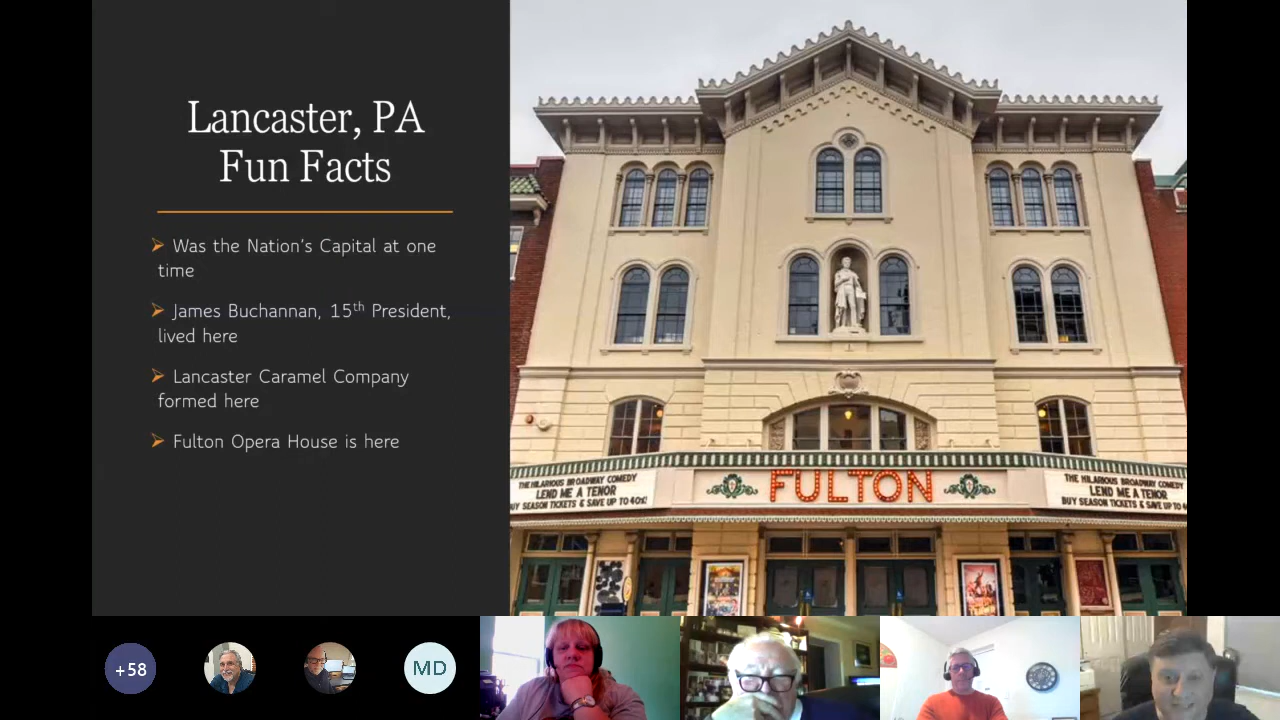 Lancaster, PA
Fun Facts
➢ Was the Nation's Capital at one
time
➢ James Buchannan, 15th President,
lived here
➢ Lancaster Caramel Company
formed here
➢ Fulton Opera House is here
FULTON
THE HILARIOUS BROADWAY COMEDY
LEND ME A TENOR
BUY SEASON TICKETS & SAVE UP TO 40%!
THE HILARIOUS BROADWAY COMEDY
LEND ME A TENOR
BUY SEASON TICKETS & SAVE UP TO
+58
MD